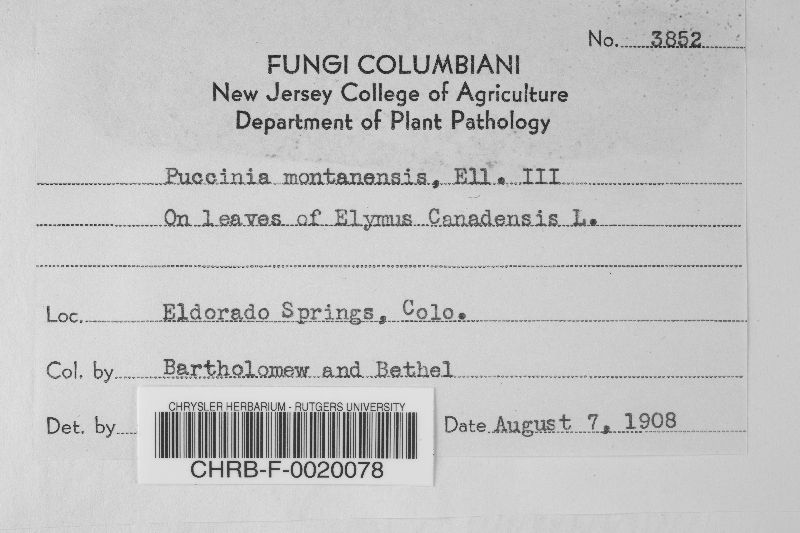 No. 3852
FUNGI COLUMBIANI
New Jersey College of Agriculture
Department of Plant Pathology
Puccinia montanensis, Ell. III
On leaves of Elymus Canadensis L.
Loc. Eldorado Springs, Colo.
Col. by Bartholomew and Bethel
Det. by
Date August 7, 1908
CHRYSLER HERBARIUM - RUTGERS UNIVERSITY
CHRB-F-0020078